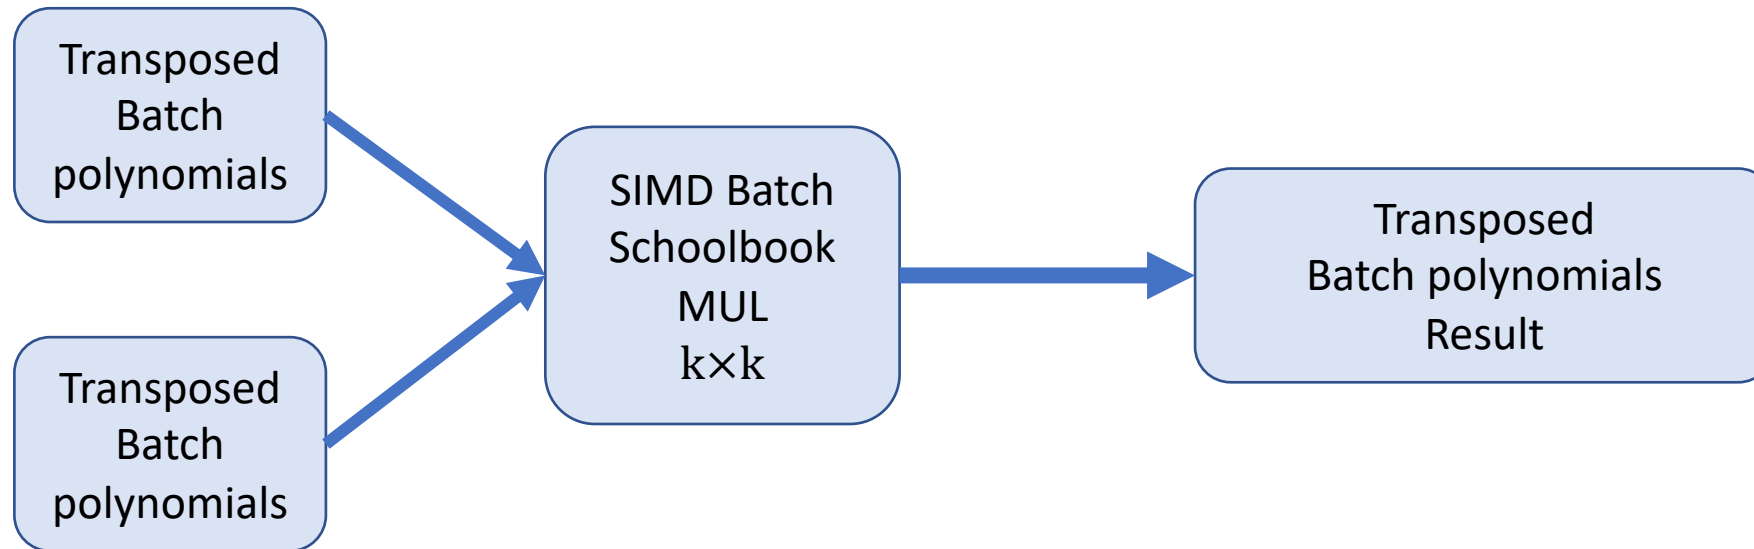 Transposed
Batch
polynomials
Transposed
Batch
polynomials
SIMD Batch
Schoolbook
MUL
k×k
Transposed
Batch polynomials
Result